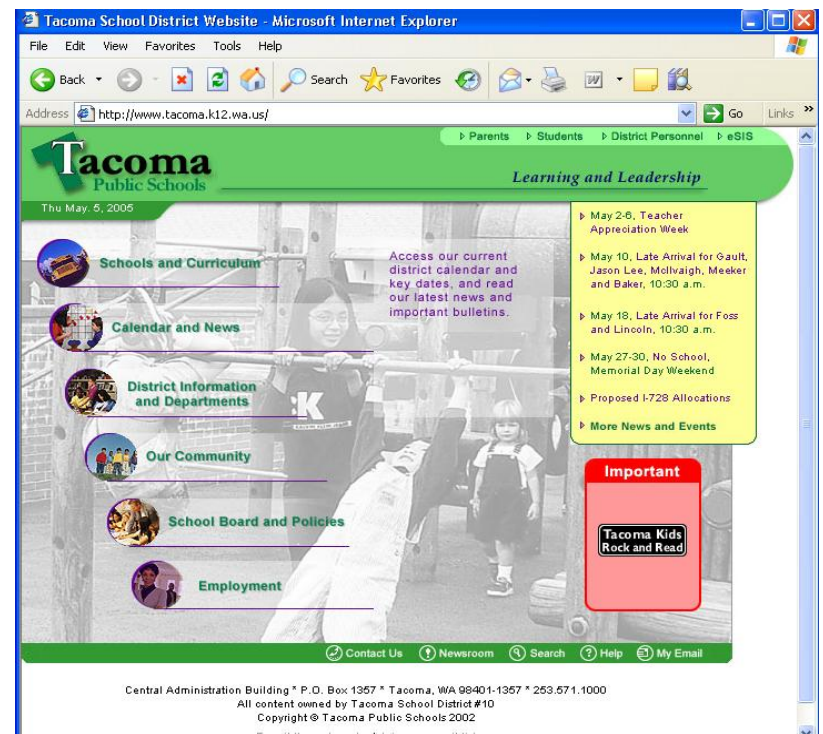 Tacoma School District Website - Microsoft Internet Explorer
File Edit View Favorites Tools Help
Back Search Favorites
Address http://www.tacoma.k12.wa.us/ Go Links »
Parents Students District Personnel eSIS
Tacoma
Public Schools
Learning and Leadership
Thu May. 5, 2005
Schools and Curriculum
Calendar and News
District Information
and Departments
Our Community
School Board and Policies
Employment
Access our current
district calendar and
key dates, and read
our latest news and
important bulletins.
May 2-6, Teacher
Appreciation Week
May 10, Late Arrival for Gault,
Jason Lee, McIlvaigh, Meeker
and Baker, 10:30 a.m.
May 18, Late Arrival for Foss
and Lincoln, 10:30 a.m.
May 27-30, No School,
Memorial Day Weekend
Proposed I-728 Allocations
More News and Events
Important
Tacoma Kids
Rock and Read
K
Contact Us Newsroom Search Help My Email
Central Administration Building * P.O. Box 1357 * Tacoma, WA 98401-1357 * 253.571.1000
All content owned by Tacoma School District #10
Copyright © Tacoma Public Schools 2002